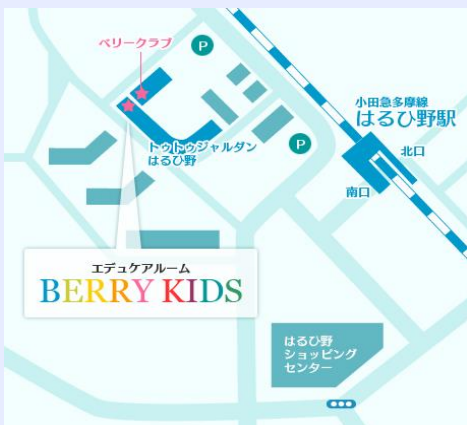 ベリークラブ
P
小田急多摩線
はるひ野駅
北口
南口
トゥトゥジャルダン
はるひ野
P
エデュケアルーム
BERRY KIDS
はるひ野
ショッピング
センター